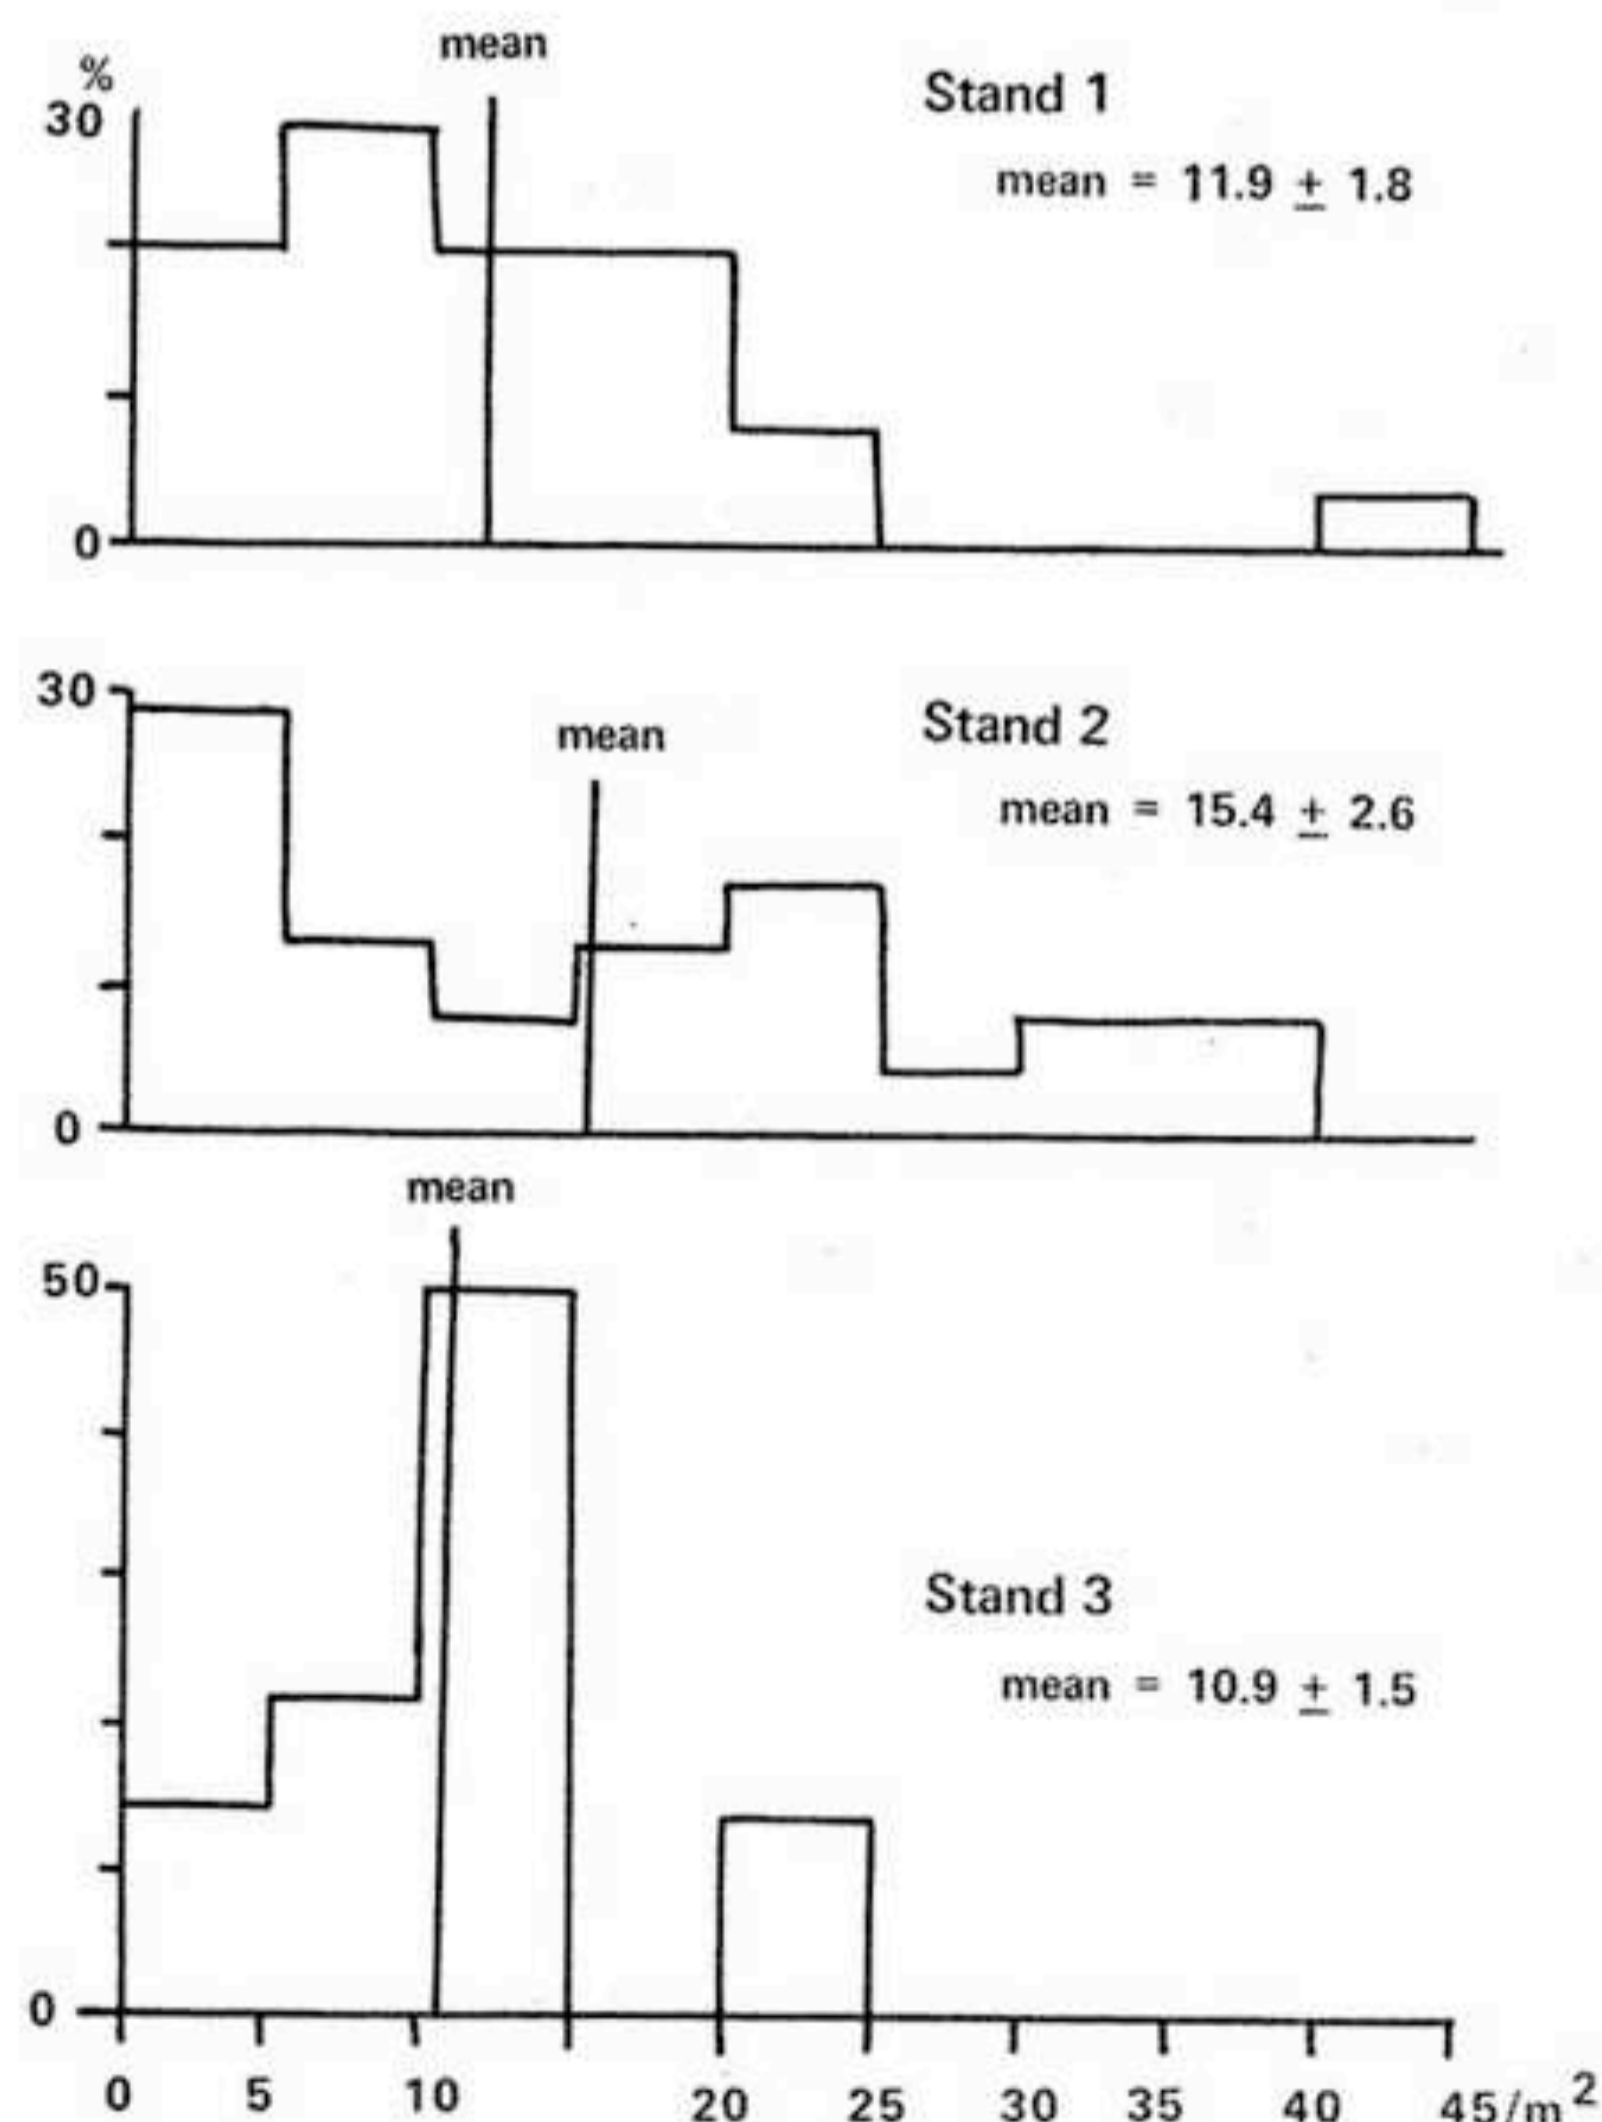 mean
%
30
Stand 1
mean = 11.9 ± 1.8
0
30
Stand 2
mean
mean = 15.4 ± 2.6
0
mean
50
Stand 3
mean = 10.9 ± 1.5
0
0 5 10 20 25 30 35 40 45/m²